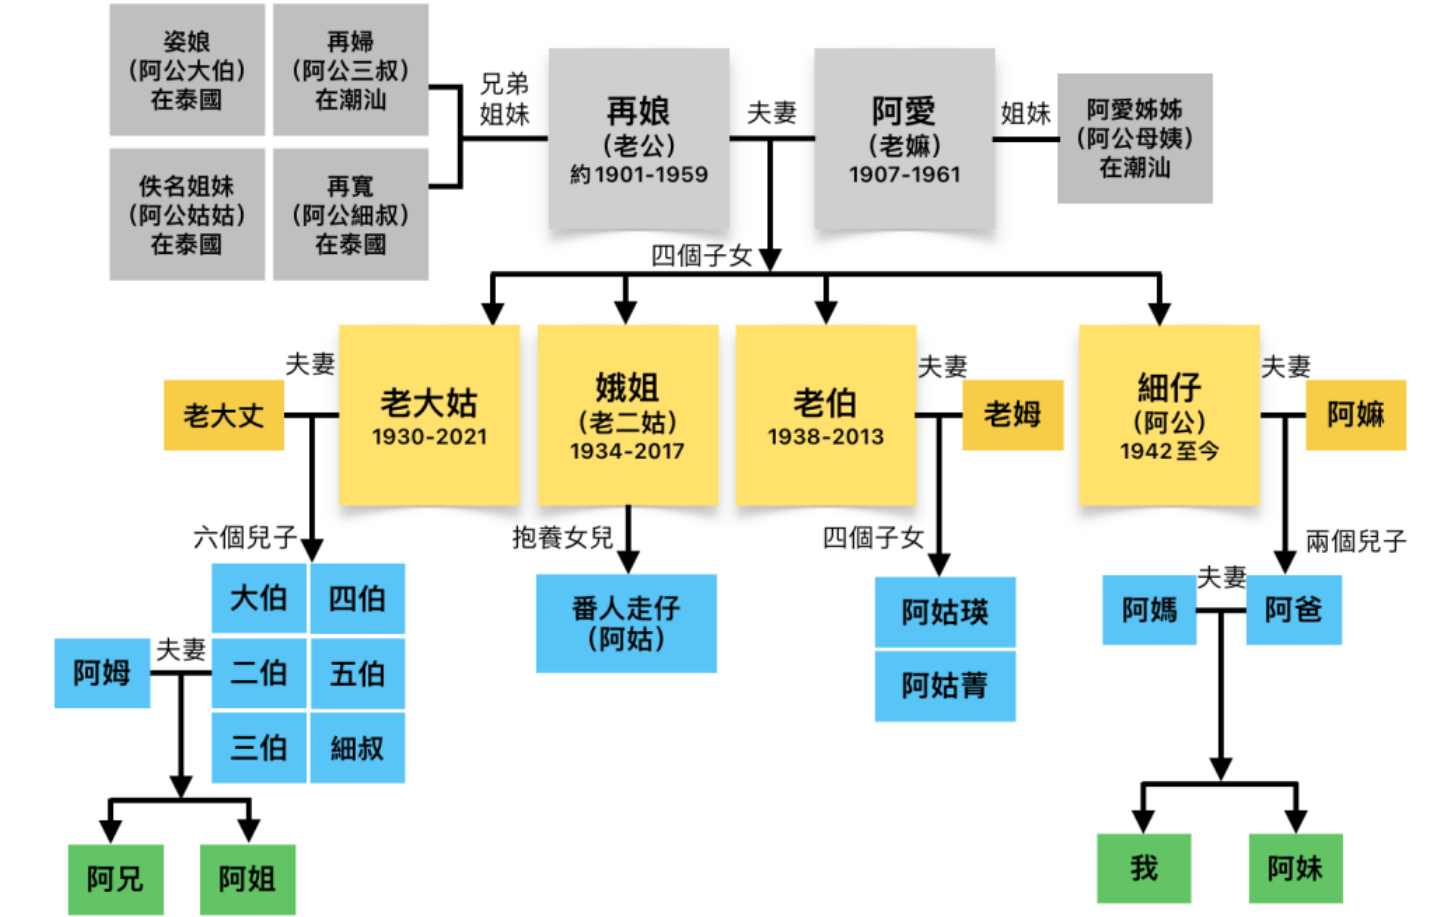 姿娘
（阿公大伯）
在泰國
再婦
（阿公三叔）
在潮汕
佚名姐妹
（阿公姑姑）
在泰國
再寬
（阿公細叔）
在泰國
兄弟
姐妹
再娘
（老公）
約1901-1959
夫妻
阿愛
（老嫲）
1907-1961
姐妹
阿愛姊姊
（阿公母姨）
在潮汕
四個子女
老大丈
夫妻
老大姑
1930-2021
娥姐
（老二姑）
1934-2017
老伯
1938-2013
夫妻
老姆
細仔
（阿公）
1942至今
夫妻
阿嫲
六個兒子
抱養女兒
四個子女
兩個兒子
大伯
四伯
二伯
五伯
三伯
細叔
阿姆
夫妻
番人走仔
（阿姑）
阿姑瑛
阿姑菁
阿媽
夫妻
阿爸
阿兄
阿姐
我
阿妹